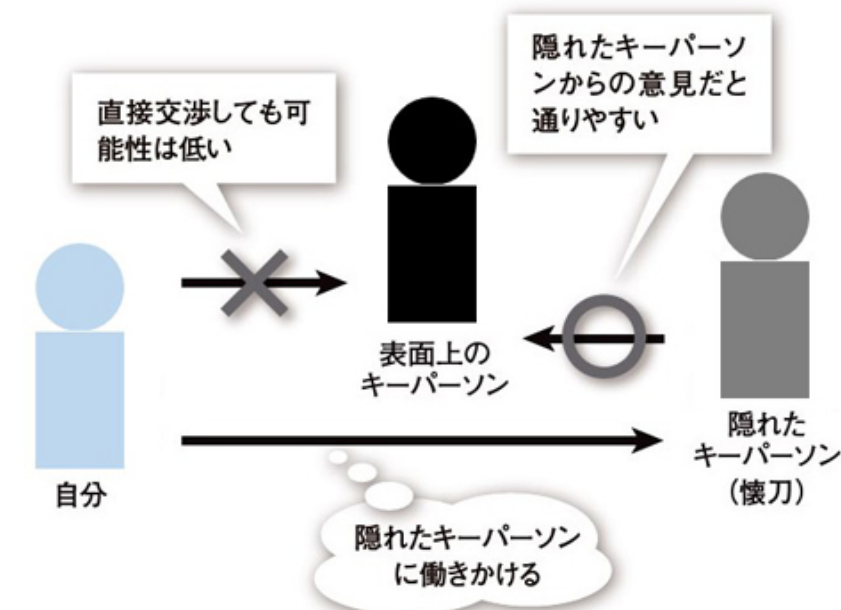 直接交渉しても可
能性は低い
隠れたキーパーソ
ンからの意見だと
通りやすい
表面上の
キーパーソン
隠れた
キーパーソン
（懐刀）
自分
隠れたキーパーソン
に働きかける